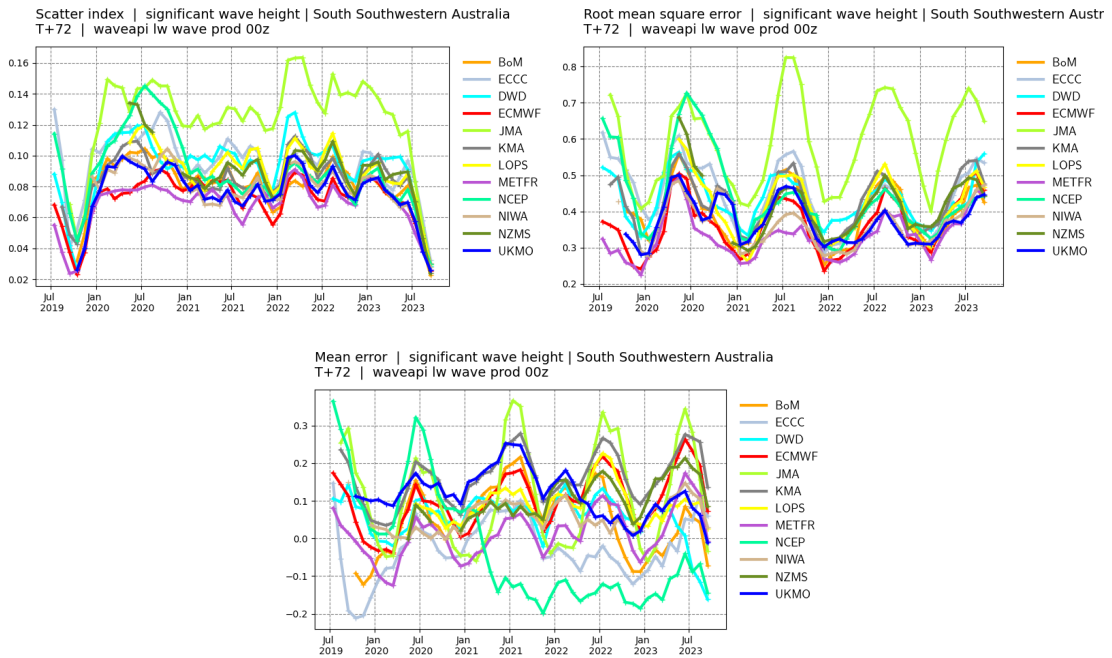 Scatter index | significant wave height | South Southwestern Australia
T+72 | waveapi lw wave prod 00z
0.16
0.14
0.12
0.10
0.08
0.06
0.04
0.02
Jul 2019
Jan 2020
Jul 2020
Jan 2021
Jul 2021
Jan 2022
Jul 2022
Jan 2023
Jul 2023
BoM
ECCC
DWD
ECMWF
JMA
KMA
LOPS
METFR
NCEP
NIWA
NZMS
UKMO
Root mean square error | significant wave height | South Southwestern Austr
T+72 | waveapi lw wave prod 00z
0.8
0.7
0.6
0.5
0.4
0.3
0.2
Jul 2019
Jan 2020
Jul 2020
Jan 2021
Jul 2021
Jan 2022
Jul 2022
Jan 2023
Jul 2023
BoM
ECCC
DWD
ECMWF
JMA
KMA
LOPS
METFR
NCEP
NIWA
NZMS
UKMO
Mean error | significant wave height | South Southwestern Australia
T+72 | waveapi lw wave prod 00z
0.3
0.2
0.1
0.0
−0.1
−0.2
Jul 2019
Jan 2020
Jul 2020
Jan 2021
Jul 2021
Jan 2022
Jul 2022
Jan 2023
Jul 2023
BoM
ECCC
DWD
ECMWF
JMA
KMA
LOPS
METFR
NCEP
NIWA
NZMS
UKMO